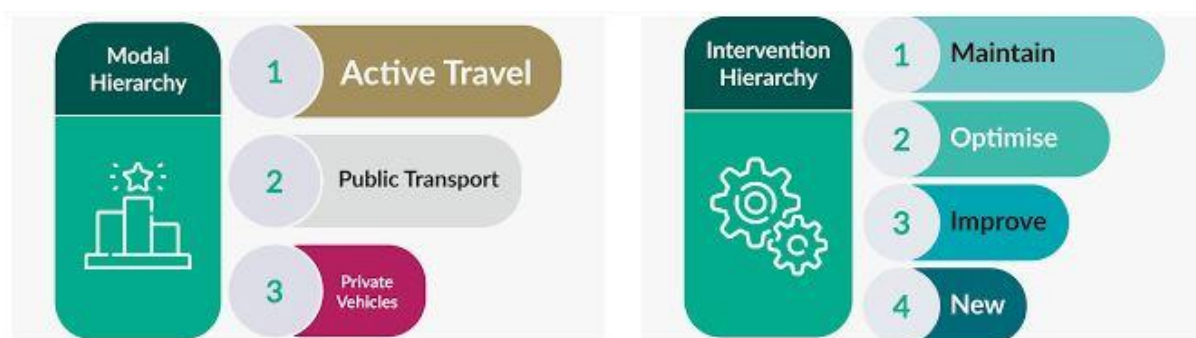 Modal
Hierarchy
1
Active Travel
2
Public Transport
3
Private
Vehicles
Intervention
Hierarchy
1
Maintain
2
Optimise
3
Improve
4
New